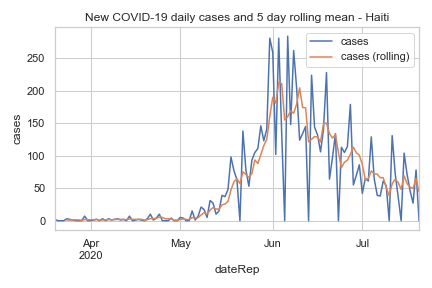 New COVID-19 daily cases and 5 day rolling mean - Haiti
cases
cases (rolling)
250
200
150
100
50
0
cases
Apr
2020
May
Jun
Jul
dateRep